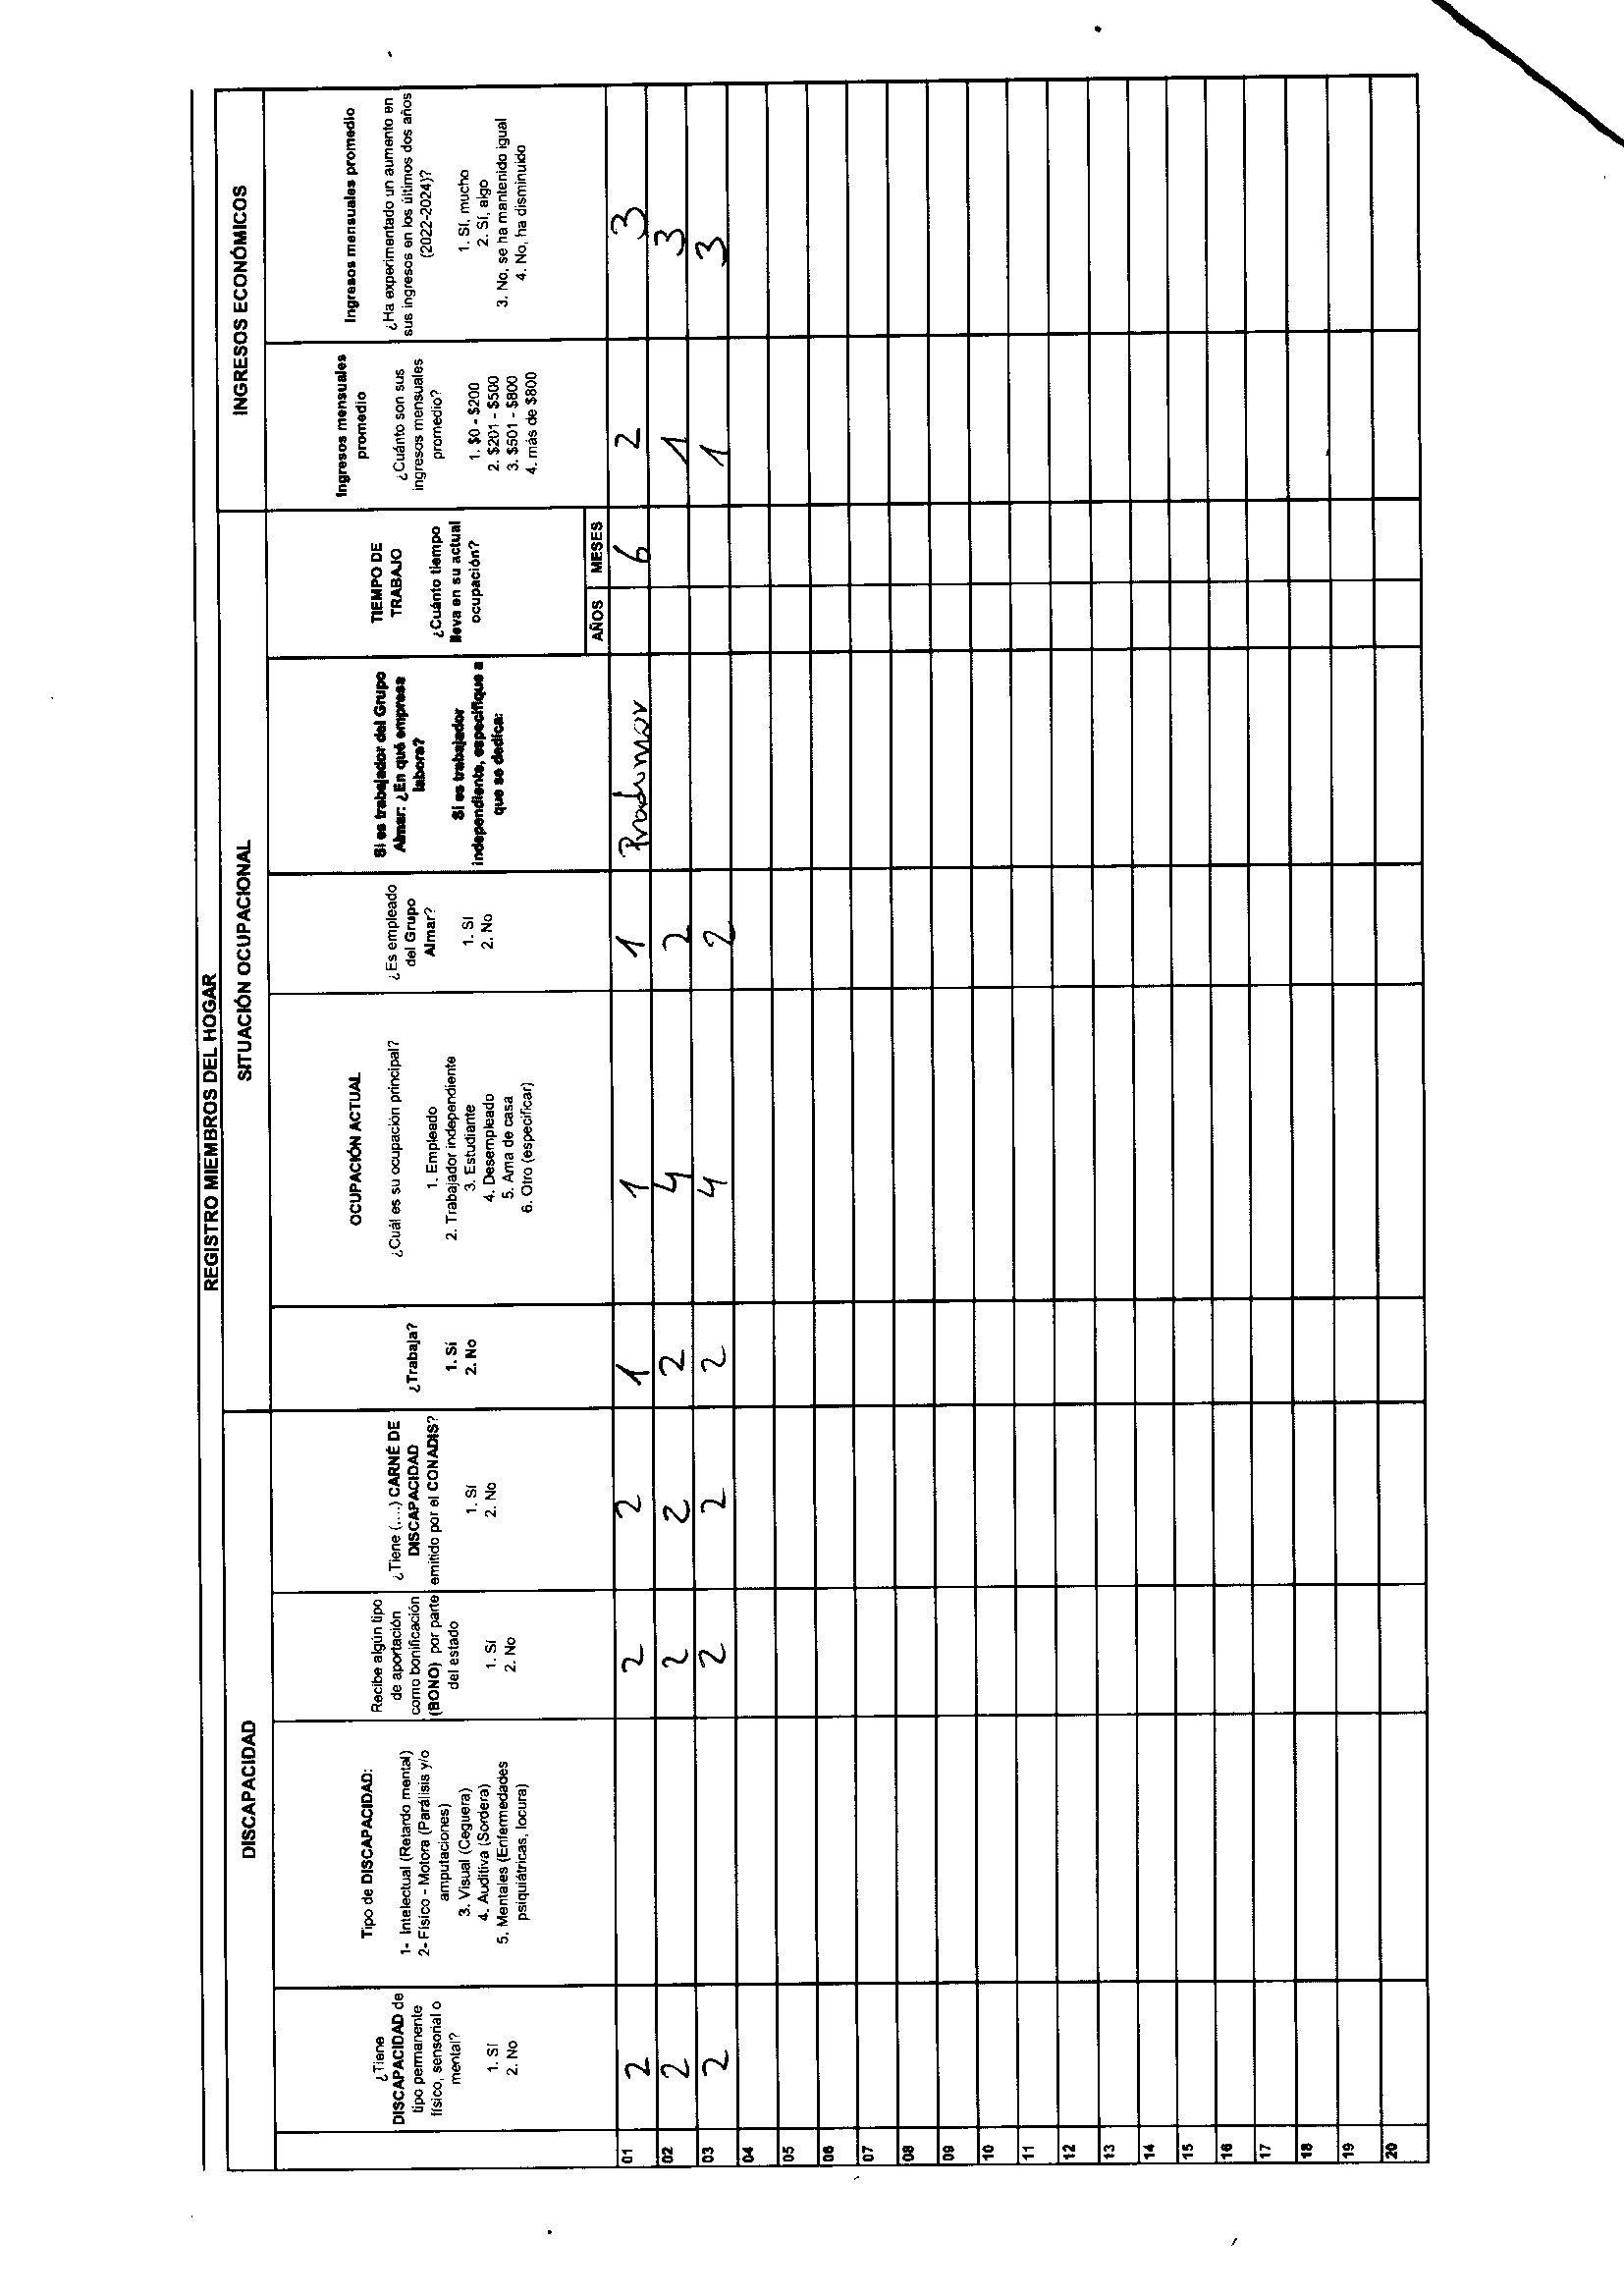 REGISTRO MIEMBROS DEL HOGAR
DISCAPACIDAD
SITUACIÓN OCUPACIONAL
INGRESOS ECONÓMICOS
¿Tiene
DISCAPACIDAD de
tipo permanente
físico, sensorial o
mental?
1. Sí
2. No
Tipo de DISCAPACIDAD:
1- Intelectual (Retardo mental)
2- Físico - Motora (Parálisis y/o
amputaciones)
3. Visual (Ceguera)
4. Auditiva (Sordera)
5. Mentales (Enfermedades
psiquiátricas, locura)
Recibe algún tipo
de aportación
como bonificación
(BONO) por parte
del estado
1. Sí
2. No
¿Tiene (....) CARNÉ DE
DISCAPACIDAD
emitido por el CONADIS?
1. Sí
2. No
¿Trabaja?
1. Sí
2. No
OCUPACIÓN ACTUAL
¿Cuál es su ocupación principal?
1. Empleado
2. Trabajador independiente
3. Estudiante
4. Desempleado
5. Ama de casa
6. Otro (especificar)
¿Es empleado
del Grupo
Almar?
1. Sí
2. No
Si es trabajador del Grupo
Almar: ¿En qué empresa
labora?
Si es trabajador
independiente, especifique a
que se dedica:
TIEMPO DE
TRABAJO
¿Cuánto tiempo
lleva en su actual
ocupación?
AÑOS MESES
Ingresos mensuales
promedio
¿Cuánto son sus
ingresos mensuales
promedio?
1. $0 - $200
2. $201 - $500
3. $501 - $800
4. más de $800
Ingresos mensuales promedio
¿Ha experimentado un aumento en
sus ingresos en los últimos dos años
(2022-2024)?
1. Sí, mucho
2. Sí, algo
3. No, se ha mantenido igual
4. No, ha disminuido
01 2 2 2 1 1 1 Produmar 6 2 3
02 2 2 2 2 4 2 1 3
03 2 2 2 2 4 2 1 3
04
05
06
07
08
09
10
11
12
13
14
15
16
17
18
19
20